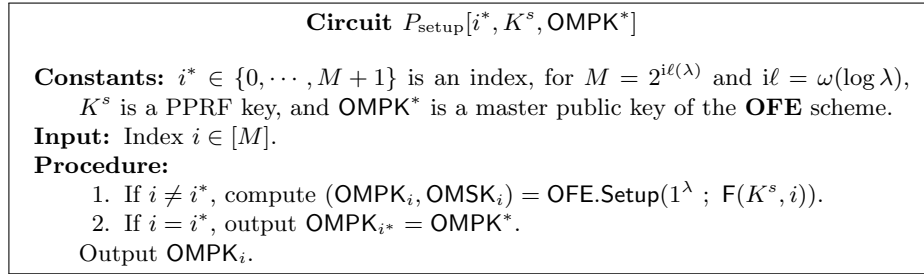 Circuit P_setup[i*, K^s, OMPK*]
Constants: i* ∈ {0, ⋯ , M + 1} is an index, for M = 2^{iℓ(λ)} and iℓ = ω(log λ),
K^s is a PPRF key, and OMPK* is a master public key of the OFE scheme.
Input: Index i ∈ [M].
Procedure:
1. If i ≠ i*, compute (OMPK_i, OMSK_i) = OFE.Setup(1^λ ; F(K^s, i)).
2. If i = i*, output OMPK_{i*} = OMPK*.
Output OMPK_i.